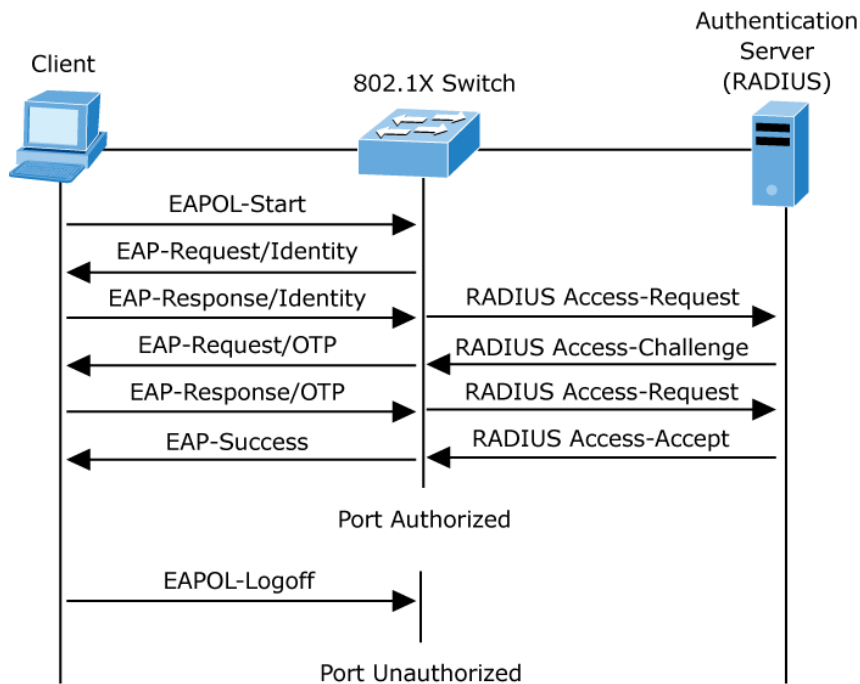 Authentication
Server
(RADIUS)
Client
802.1X Switch
EAPOL-Start
EAP-Request/Identity
EAP-Response/Identity
RADIUS Access-Request
EAP-Request/OTP
RADIUS Access-Challenge
EAP-Response/OTP
RADIUS Access-Request
EAP-Success
RADIUS Access-Accept
Port Authorized
EAPOL-Logoff
Port Unauthorized